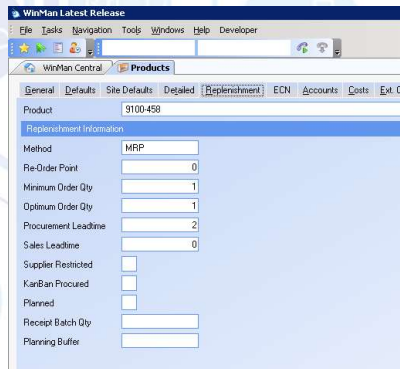 WinMan Latest Release
File Tasks Navigation Tools Windows Help Developer
WinMan Central Products
General Defaults Site Defaults Detailed Replenishment ECN Accounts Costs Ext. C
Product 9100-458
Replenishment Information
Method MRP
Re-Order Point 0
Minimum Order Qty 1
Optimum Order Qty 1
Procurement Leadtime 2
Sales Leadtime 0
Supplier Restricted
KanBan Procured
Planned
Receipt Batch Qty
Planning Buffer